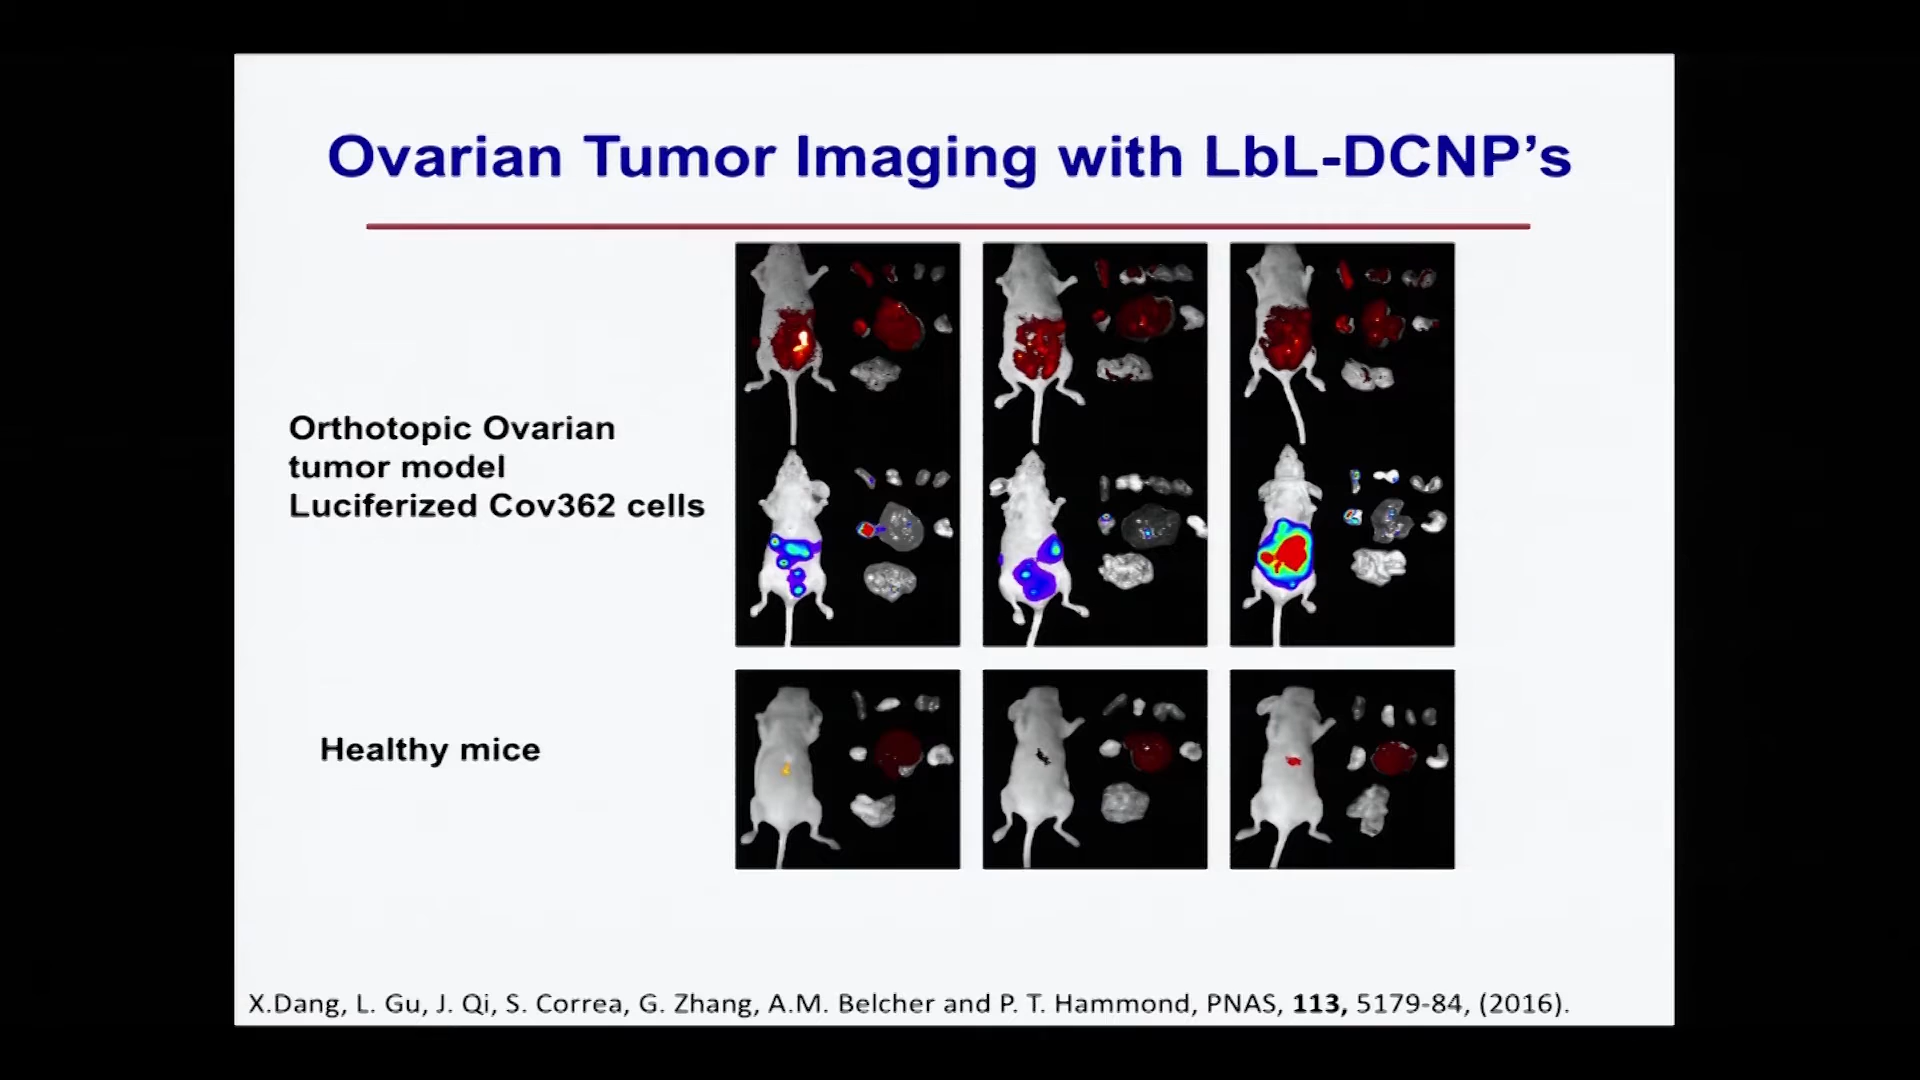 Ovarian Tumor Imaging with LbL-DCNP’s
Orthotopic Ovarian
tumor model
Luciferized Cov362 cells
Healthy mice
X.Dang, L. Gu, J. Qi, S. Correa, G. Zhang, A.M. Belcher and P. T. Hammond, PNAS, 113, 5179-84, (2016).